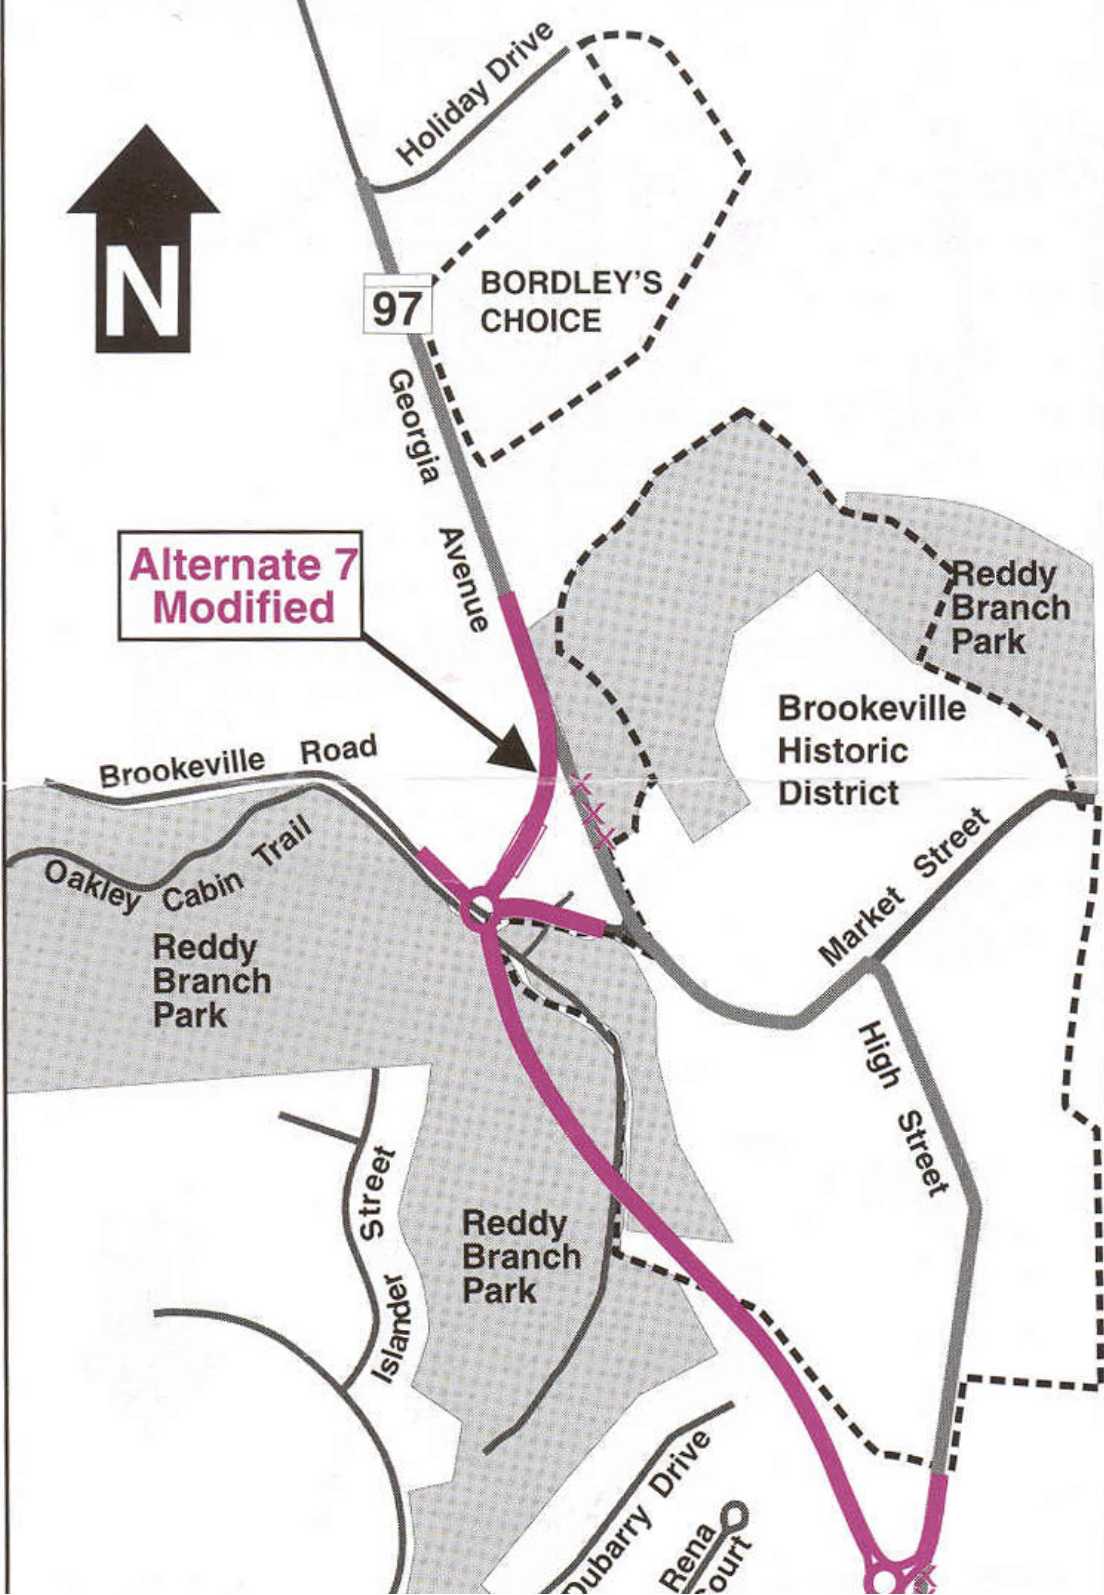 Holiday Drive
N
97
BORDLEY'S
CHOICE
Georgia Avenue
Alternate 7
Modified
Reddy
Branch
Park
Brookeville
Historic
District
Brookeville Road
Oakley Cabin Trail
Market Street
Reddy
Branch
Park
High Street
Islander Street
Reddy
Branch
Park
Dubarry Drive
Rena
Court